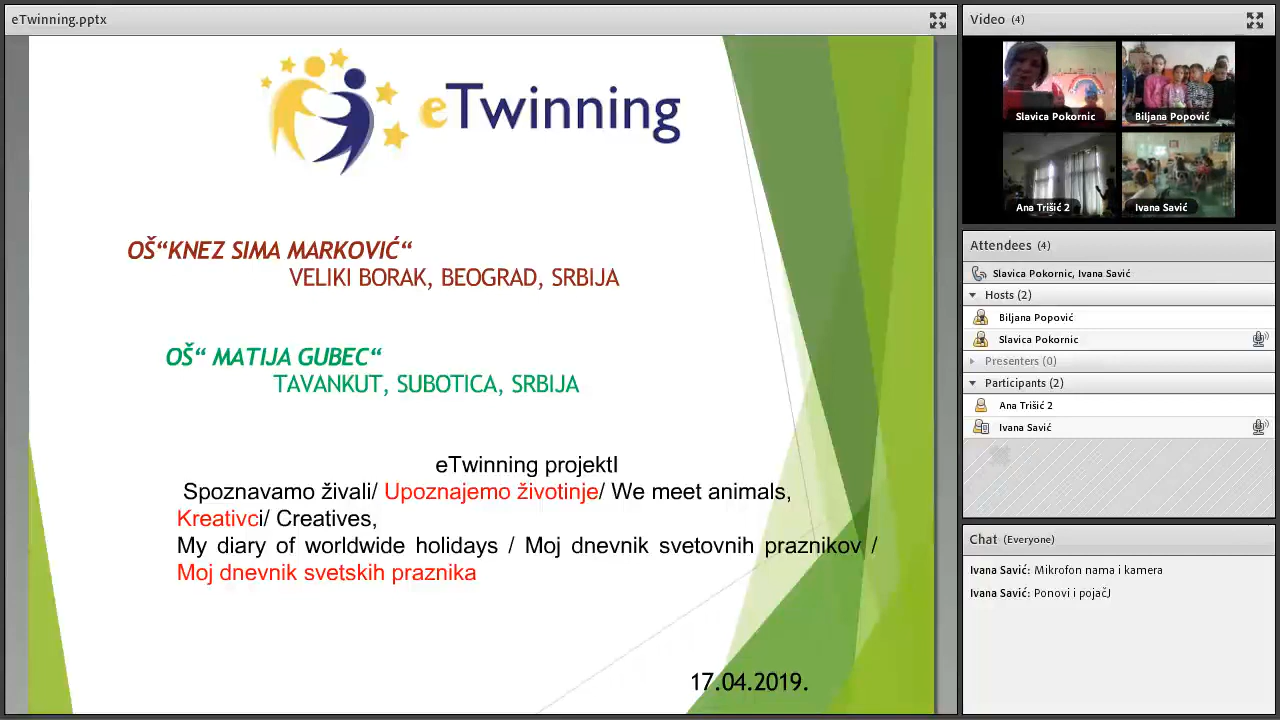 eTwinning.pptx
eTwinning
OŠ“KNEZ SIMA MARKOVIĆ“
VELIKI BORAK, BEOGRAD, SRBIJA
OŠ“ MATIJA GUBEC“
TAVANKUT, SUBOTICA, SRBIJA
eTwinning projektI
Spoznavamo živali/ Upoznajemo životinje/ We meet animals,
Kreativci/ Creatives,
My diary of worldwide holidays / Moj dnevnik svetovnih praznikov /
Moj dnevnik svetskih praznika
17.04.2019.
Video (4)
Slavica Pokornic
Biljana Popović
Ana Trišić 2
Ivana Savić
Attendees (4)
Slavica Pokornic, Ivana Savić
Hosts (2)
Biljana Popović
Slavica Pokornic
Presenters (0)
Participants (2)
Ana Trišić 2
Ivana Savić
Chat (Everyone)
Ivana Savić: Mikrofon nama i kamera
Ivana Savić: Ponovi i pojačJ